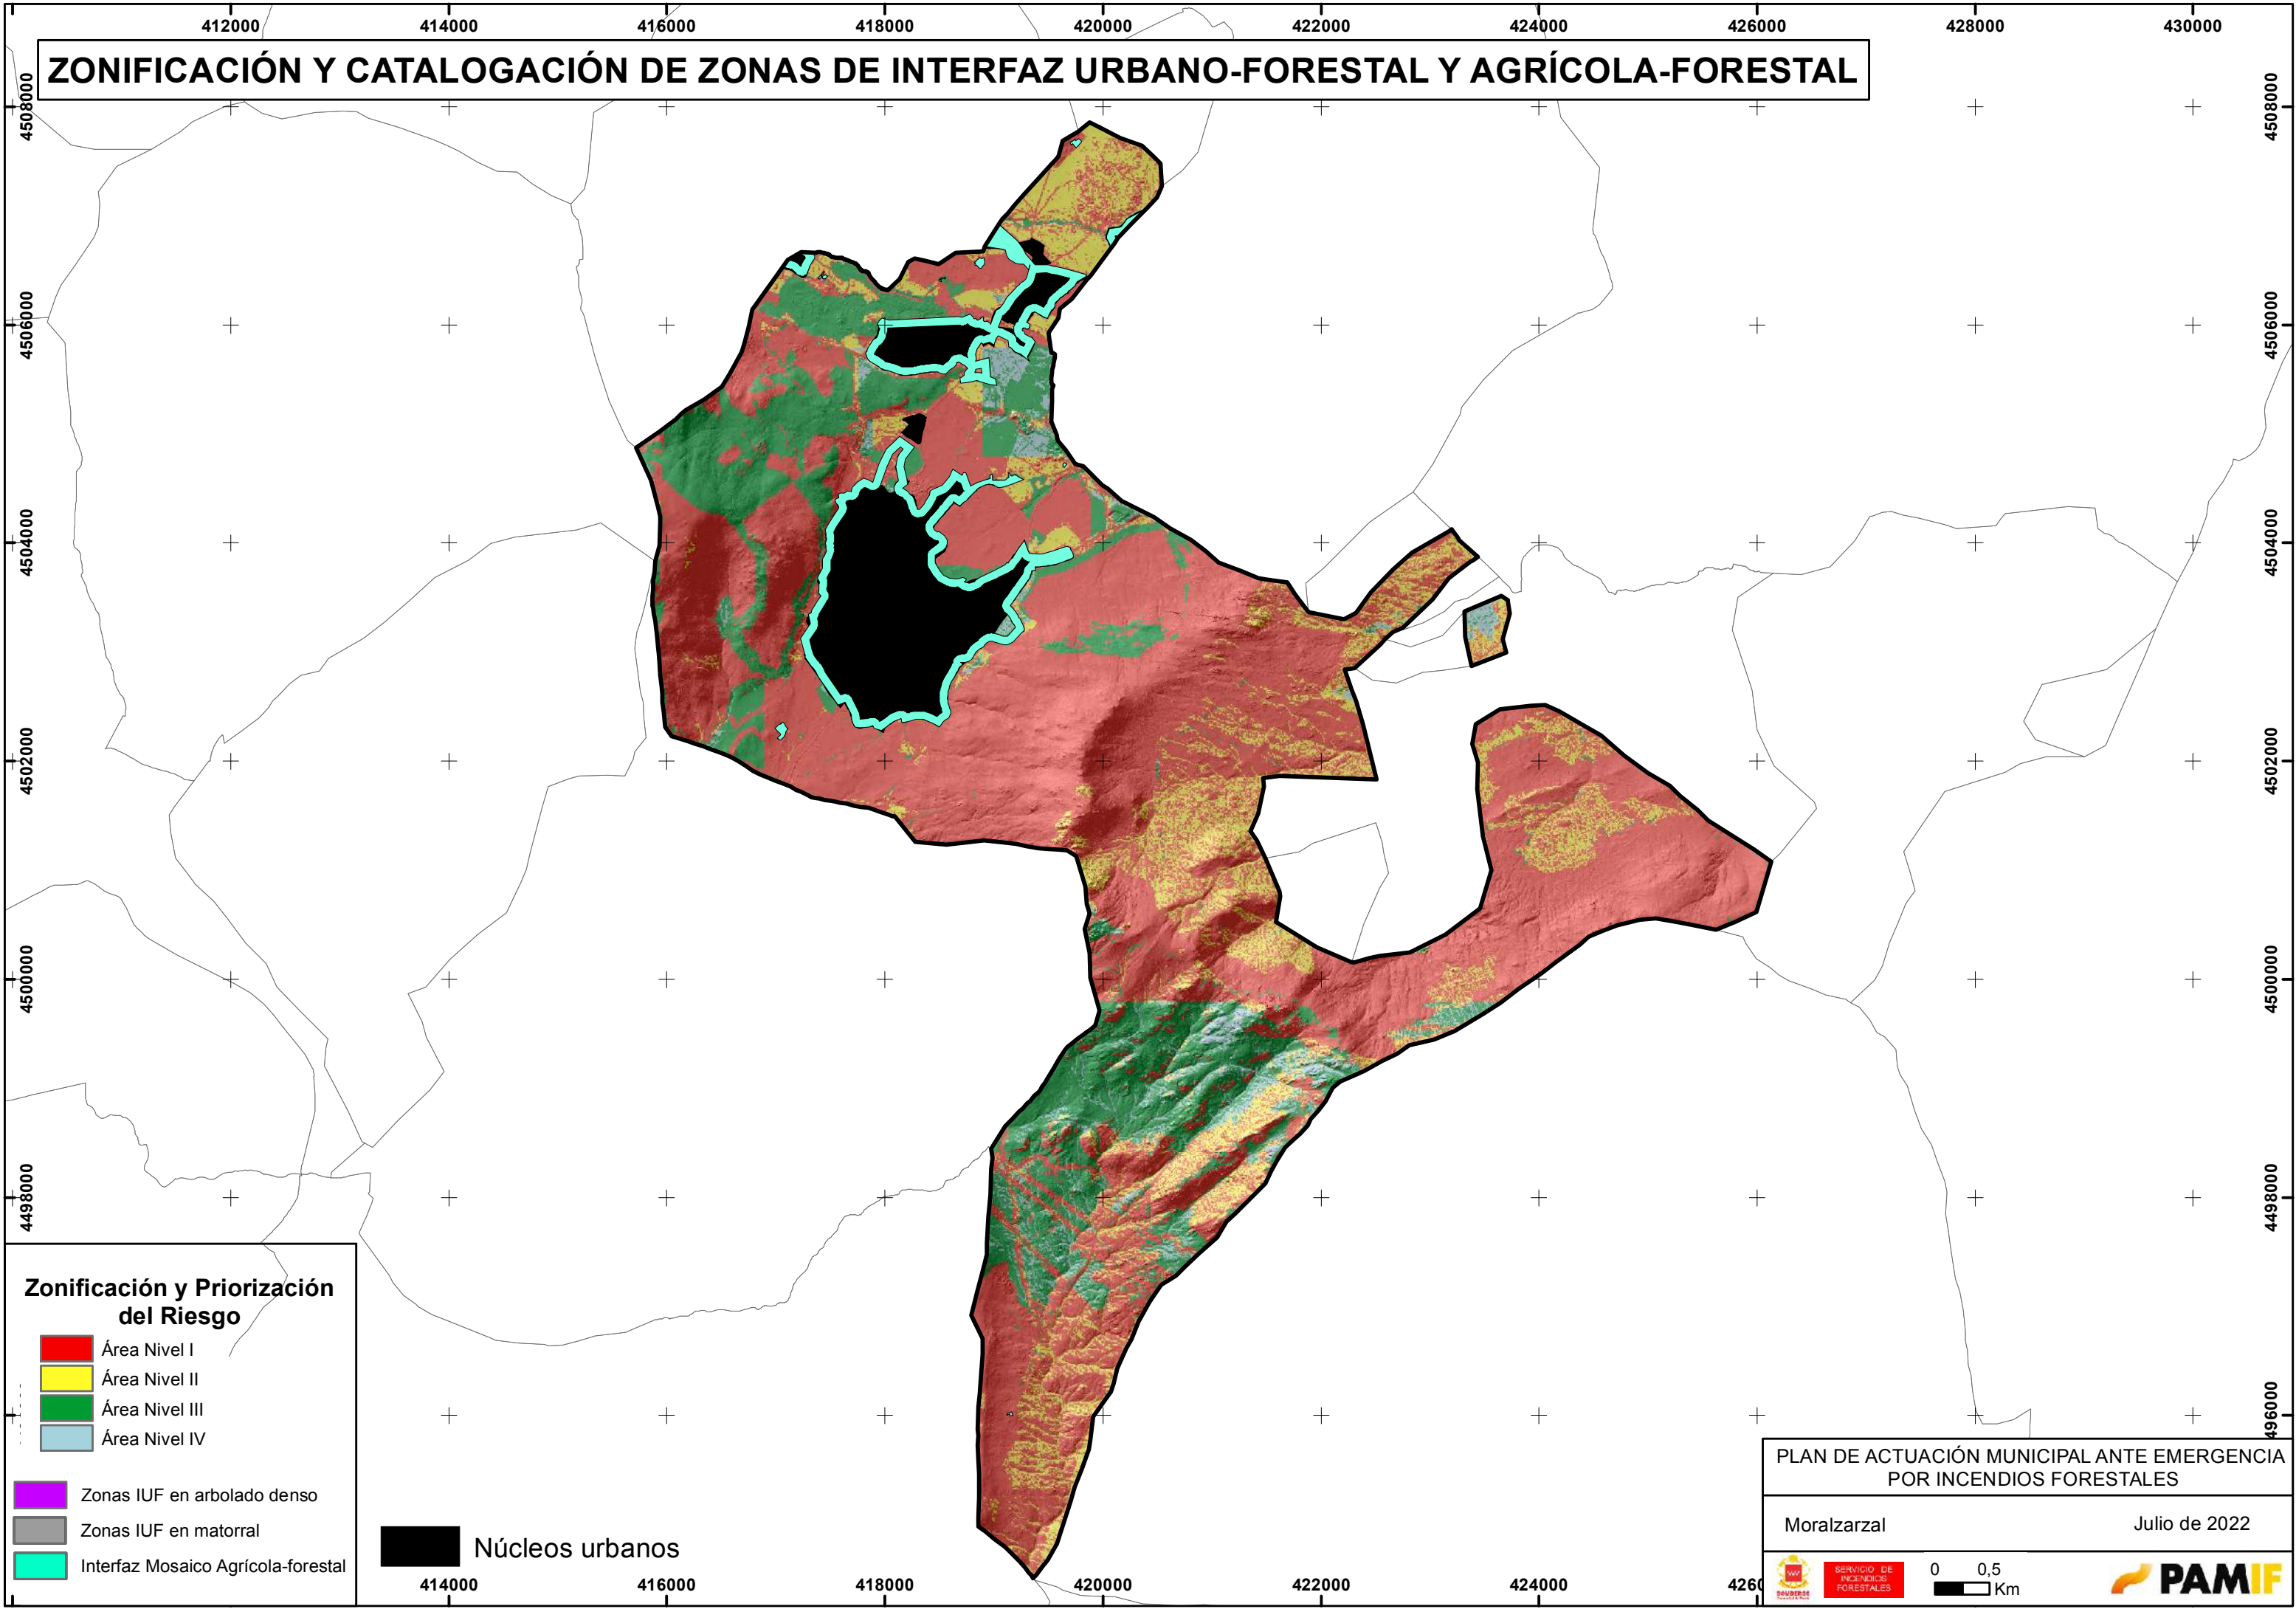 412000 414000 416000 418000 420000 422000 424000 426000 428000 430000
ZONIFICACIÓN Y CATALOGACIÓN DE ZONAS DE INTERFAZ URBANO-FORESTAL Y AGRÍCOLA-FORESTAL
4508000 4508000
4506000 4506000
4504000 4504000
4502000 4502000
4500000 4500000
4498000 4498000
496000
Zonificación y Priorización
del Riesgo
Área Nivel I
Área Nivel II
Área Nivel III
Área Nivel IV
Zonas IUF en arbolado denso
Zonas IUF en matorral
Interfaz Mosaico Agrícola-forestal
Núcleos urbanos
414000 416000 418000 420000 422000 424000 4260
PLAN DE ACTUACIÓN MUNICIPAL ANTE EMERGENCIA
POR INCENDIOS FORESTALES
Moralzarzal Julio de 2022
BOMBEROS
SERVICIO DE
INCENDIOS
FORESTALES
0 0,5
Km
PAMIF